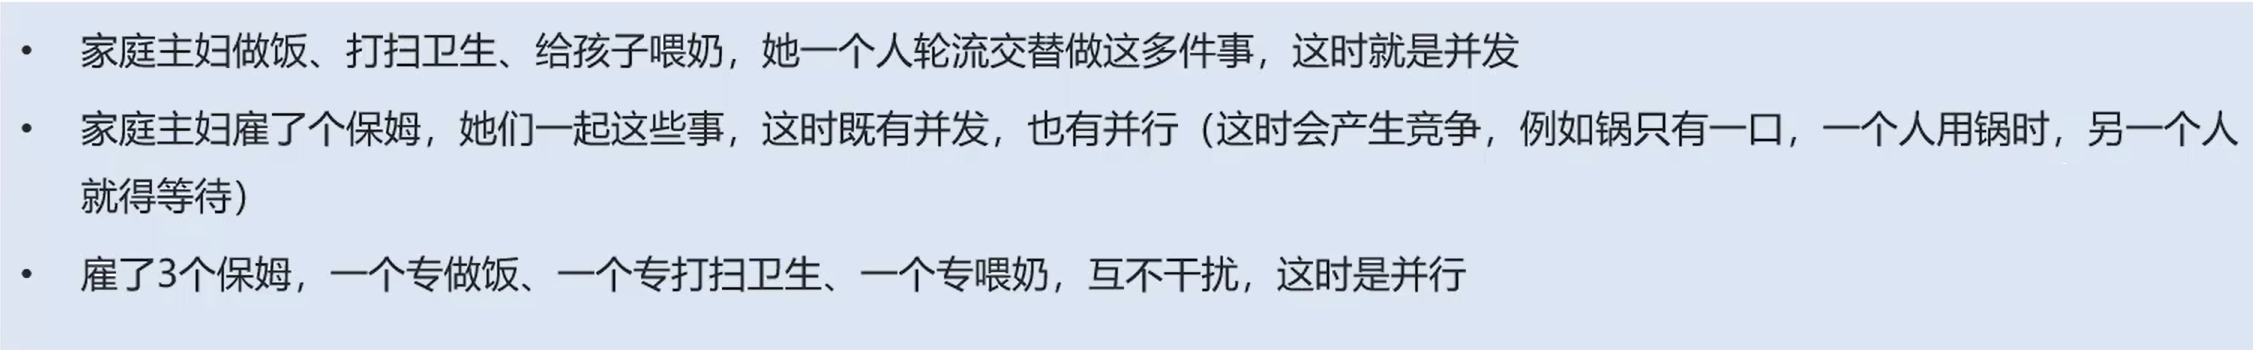 • 家庭主妇做饭、打扫卫生、给孩子喂奶，她一个人轮流交替做这多件事，这时就是并发
• 家庭主妇雇了个保姆，她们一起这些事，这时既有并发，也有并行（这时会产生竞争，例如锅只有一口，一个人用锅时，另一个人
就得等待）
• 雇了3个保姆，一个专做饭、一个专打扫卫生、一个专喂奶，互不干扰，这时是并行